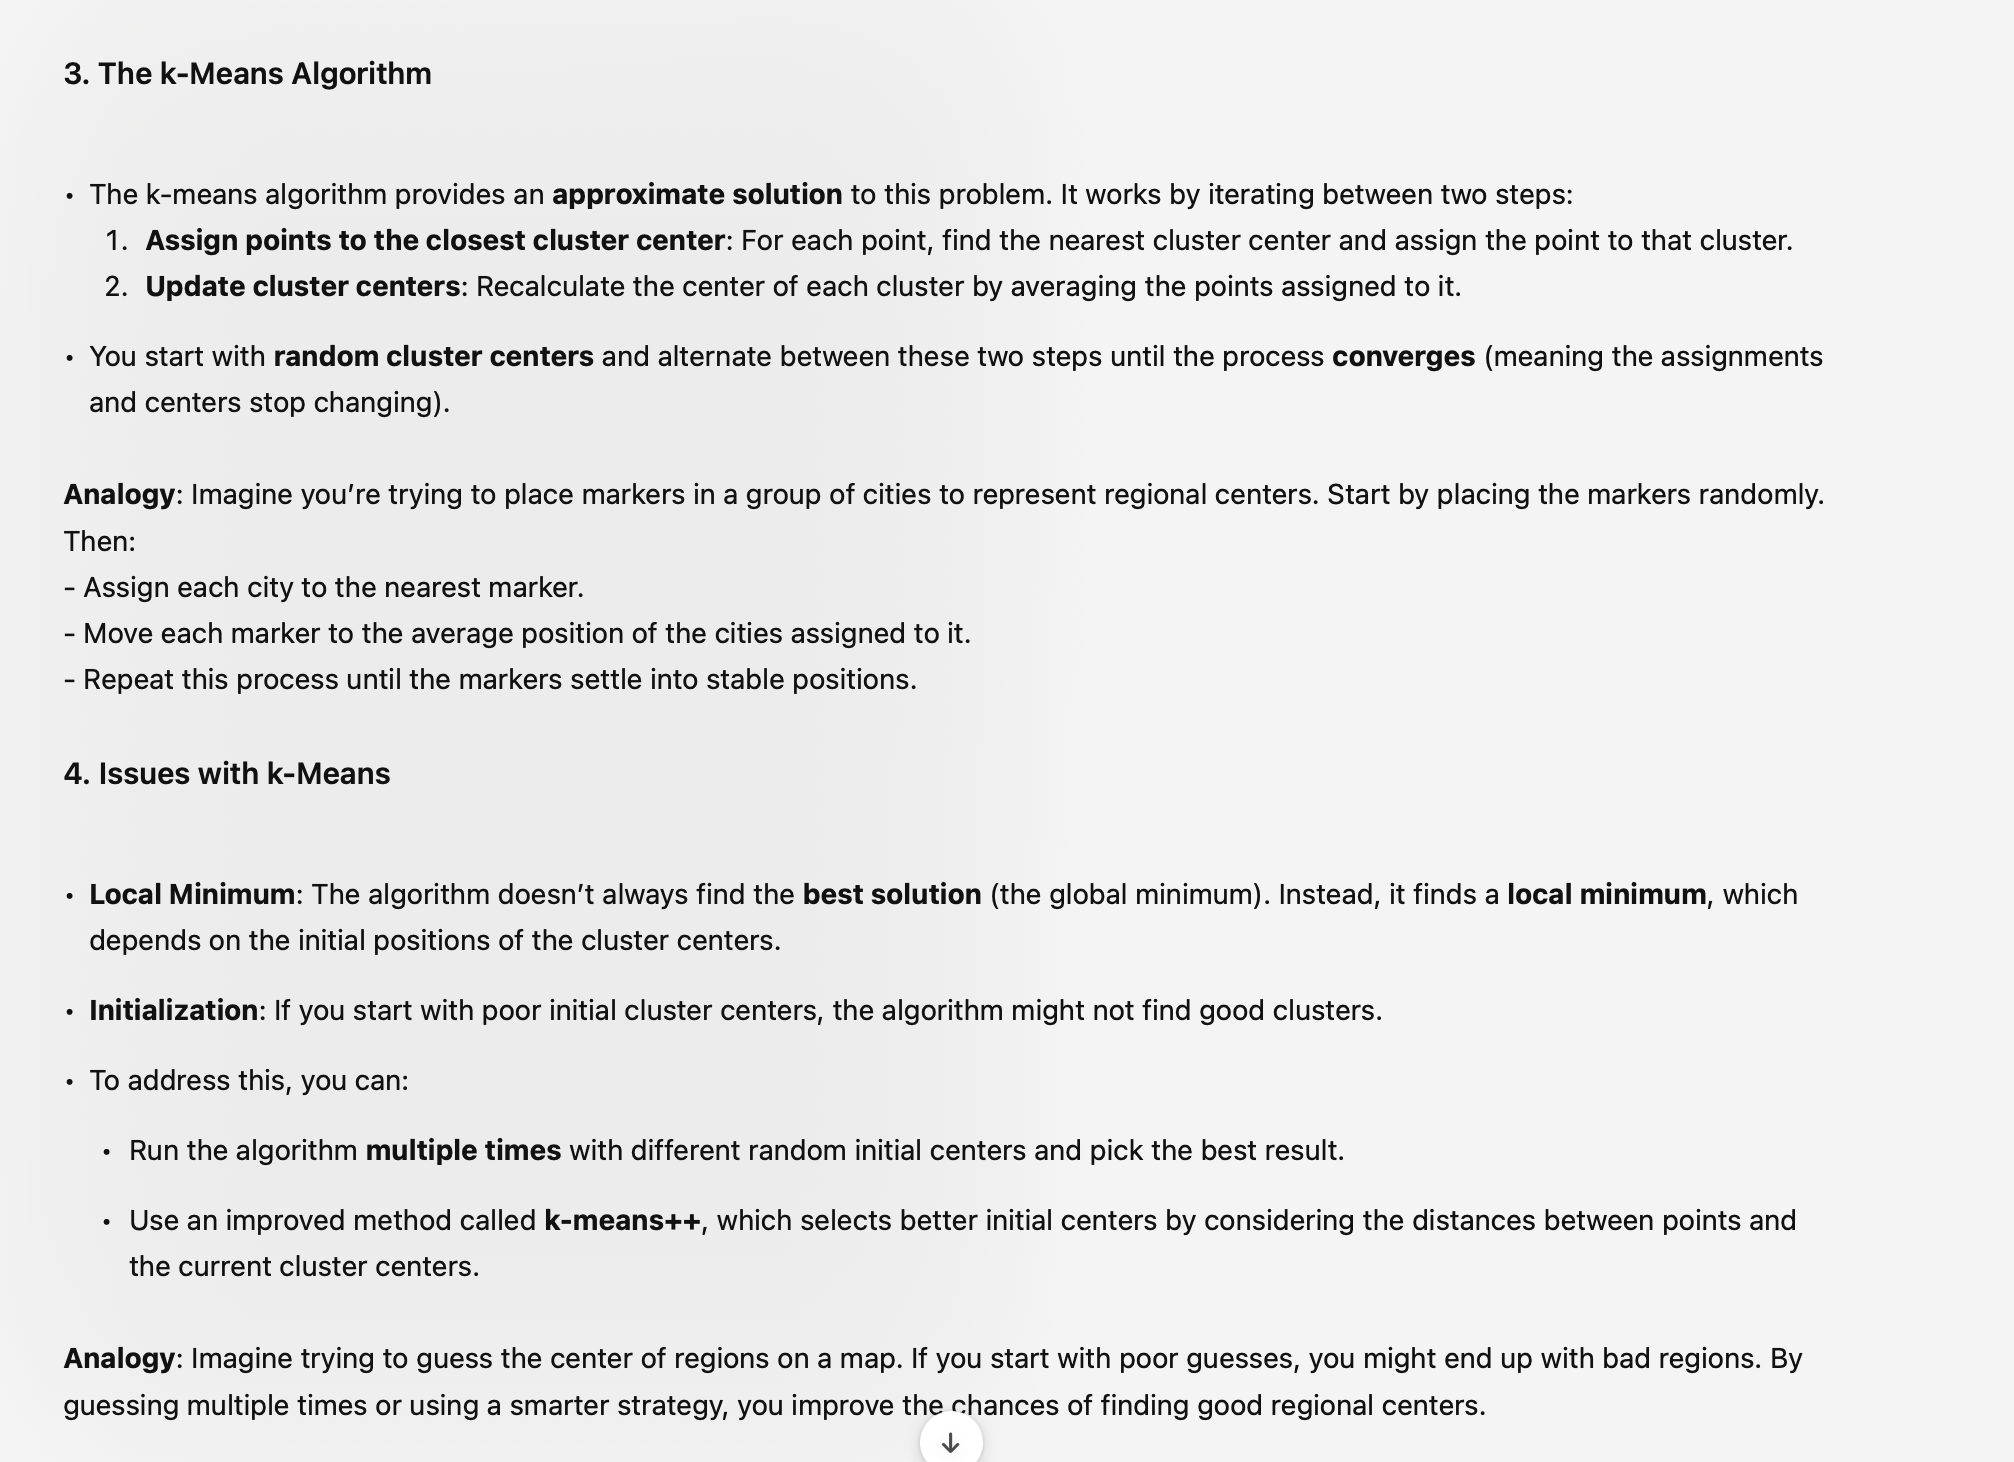 3. The k-Means Algorithm
• The k-means algorithm provides an approximate solution to this problem. It works by iterating between two steps:
1. Assign points to the closest cluster center: For each point, find the nearest cluster center and assign the point to that cluster.
2. Update cluster centers: Recalculate the center of each cluster by averaging the points assigned to it.
• You start with random cluster centers and alternate between these two steps until the process converges (meaning the assignments
and centers stop changing).
Analogy: Imagine you’re trying to place markers in a group of cities to represent regional centers. Start by placing the markers randomly.
Then:
- Assign each city to the nearest marker.
- Move each marker to the average position of the cities assigned to it.
- Repeat this process until the markers settle into stable positions.
4. Issues with k-Means
• Local Minimum: The algorithm doesn’t always find the best solution (the global minimum). Instead, it finds a local minimum, which
depends on the initial positions of the cluster centers.
• Initialization: If you start with poor initial cluster centers, the algorithm might not find good clusters.
• To address this, you can:
• Run the algorithm multiple times with different random initial centers and pick the best result.
• Use an improved method called k-means++, which selects better initial centers by considering the distances between points and
the current cluster centers.
Analogy: Imagine trying to guess the center of regions on a map. If you start with poor guesses, you might end up with bad regions. By
guessing multiple times or using a smarter strategy, you improve the chances of finding good regional centers.